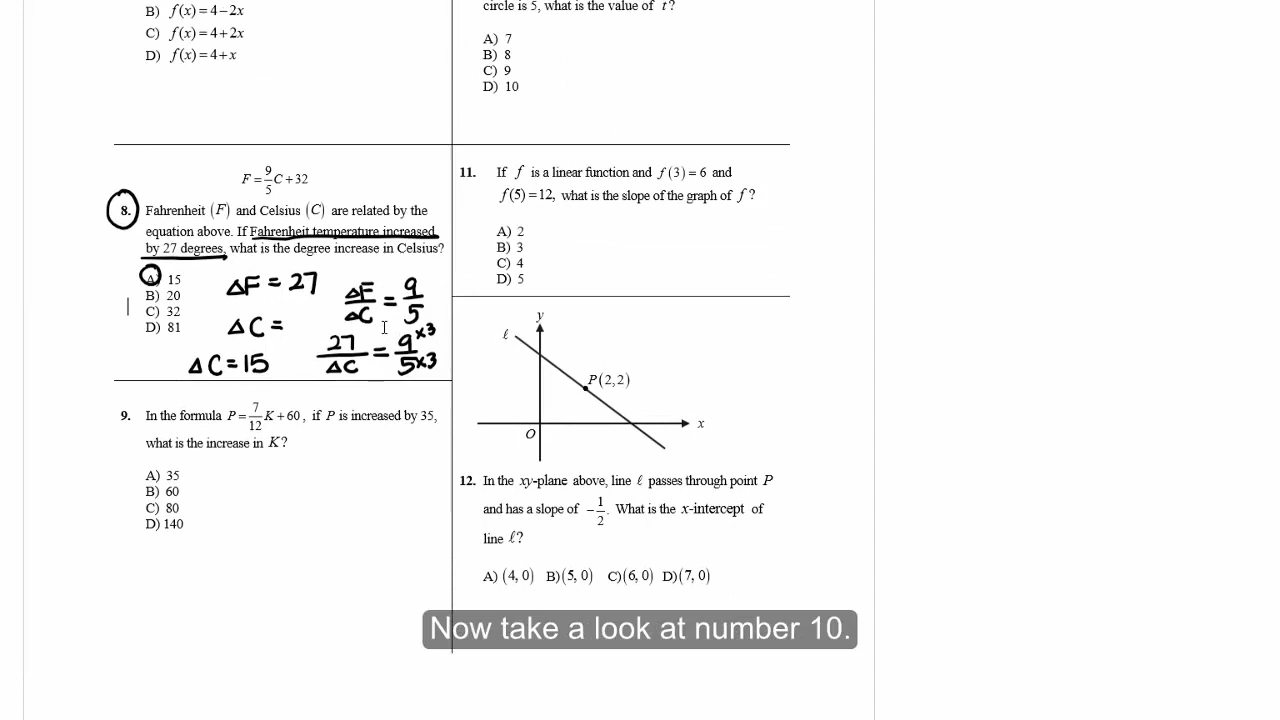 B) f(x)=4−2x
C) f(x)=4+2x
D) f(x)=4+x
F=9/5C+32
8. Fahrenheit (F) and Celsius (C) are related by the
equation above. If Fahrenheit temperature increased
by 27 degrees, what is the degree increase in Celsius?
A) 15
B) 20
C) 32
D) 81
ΔF = 27
ΔC =
ΔC = 15
ΔF/ΔC = 9/5
27/ΔC = 9×3/5×3
9. In the formula P=7/12K+60, if P is increased by 35,
what is the increase in K?
A) 35
B) 60
C) 80
D) 140
circle is 5, what is the value of t?
A) 7
B) 8
C) 9
D) 10
11. If f is a linear function and f(3)=6 and
f(5)=12, what is the slope of the graph of f?
A) 2
B) 3
C) 4
D) 5
y
ℓ
P(2,2)
x
O
12. In the xy-plane above, line ℓ passes through point P
and has a slope of −1/2. What is the x-intercept of
line ℓ?
A) (4, 0) B)(5, 0) C)(6, 0) D)(7, 0)
Now take a look at number 10.